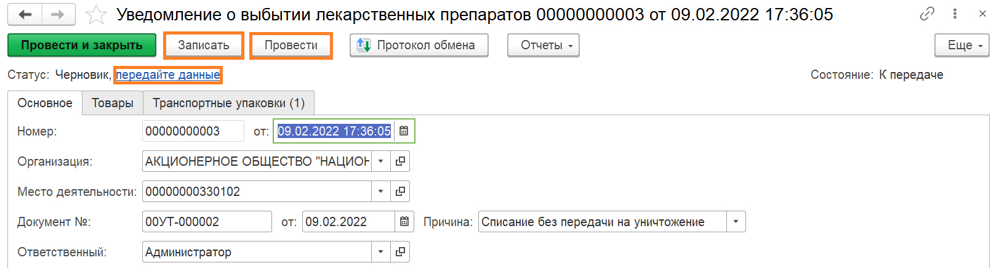 Уведомление о выбытии лекарственных препаратов 00000000003 от 09.02.2022 17:36:05
Провести и закрыть Записать Провести Протокол обмена Отчеты Еще
Статус: Черновик, передайте данные Состояние: К передаче
Основное Товары Транспортные упаковки (1)
Номер: 00000000003 от: 09.02.2022 17:36:05
Организация: АКЦИОНЕРНОЕ ОБЩЕСТВО "НАЦИОН
Место деятельности: 00000000330102
Документ №: 00УТ-000002 от: 09.02.2022 Причина: Списание без передачи на уничтожение
Ответственный: Администратор